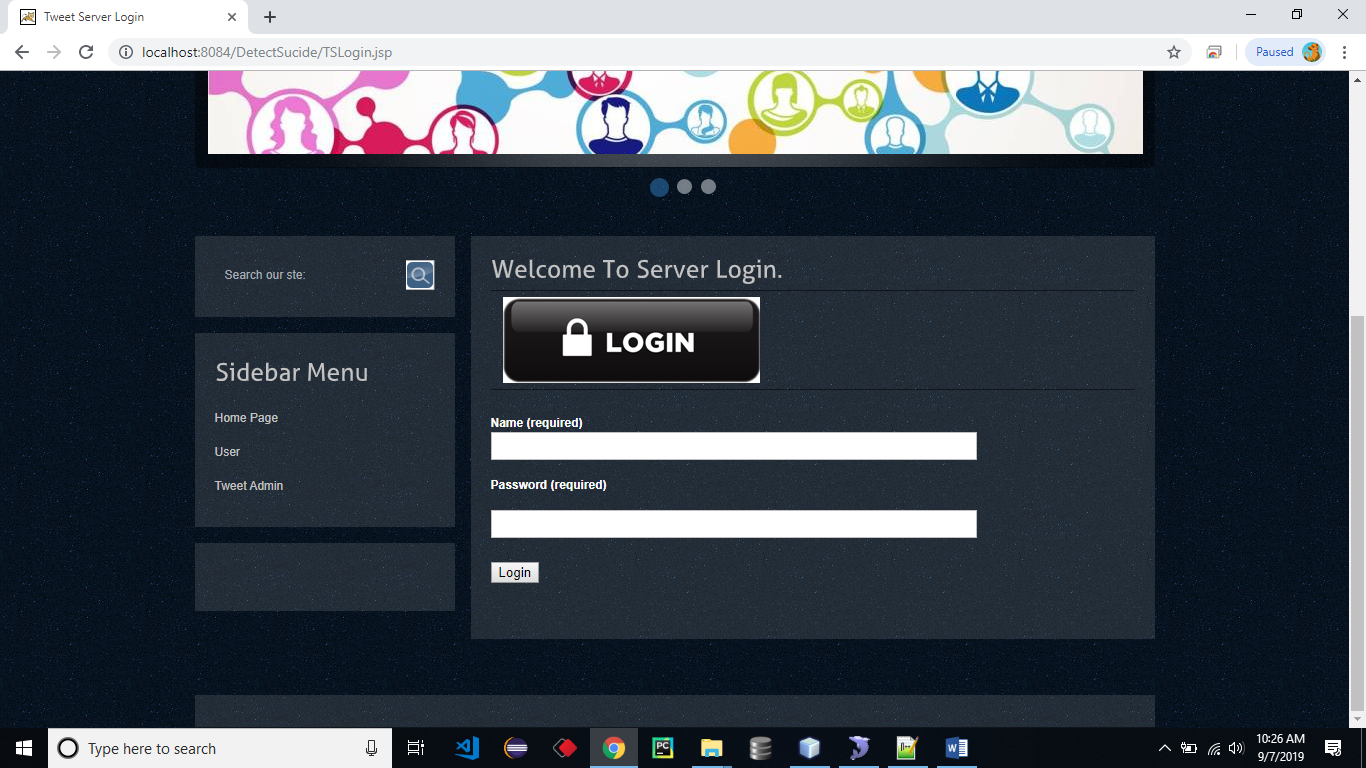 Tweet Server Login
localhost:8084/DetectSucide/TSLogin.jsp
Paused
Search our ste:
Sidebar Menu
Home Page
User
Tweet Admin
Welcome To Server Login.
LOGIN
Name (required)
Password (required)
Login
Type here to search
PC
10:26 AM
9/7/2019